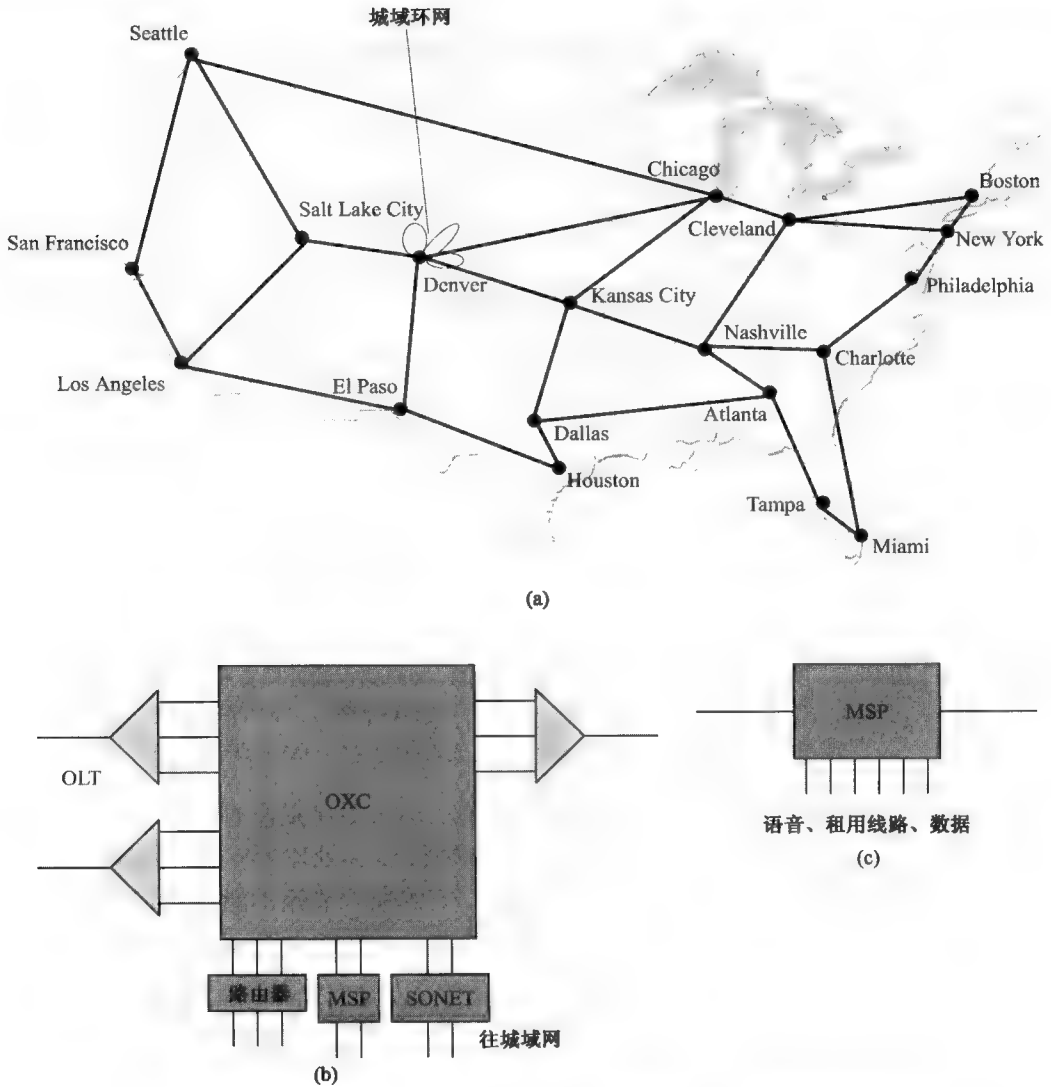 城域环网
Seattle
Chicago
Boston
Salt Lake City
Cleveland
San Francisco
New York
Denver
Philadelphia
Kansas City
Nashville
Charlotte
Los Angeles
El Paso
Atlanta
Dallas
Houston
Tampa
Miami
(a)
MSP
OLT
OXC
语音、租用线路、数据
(c)
路由器
MSP
SONET
往城域网
(b)